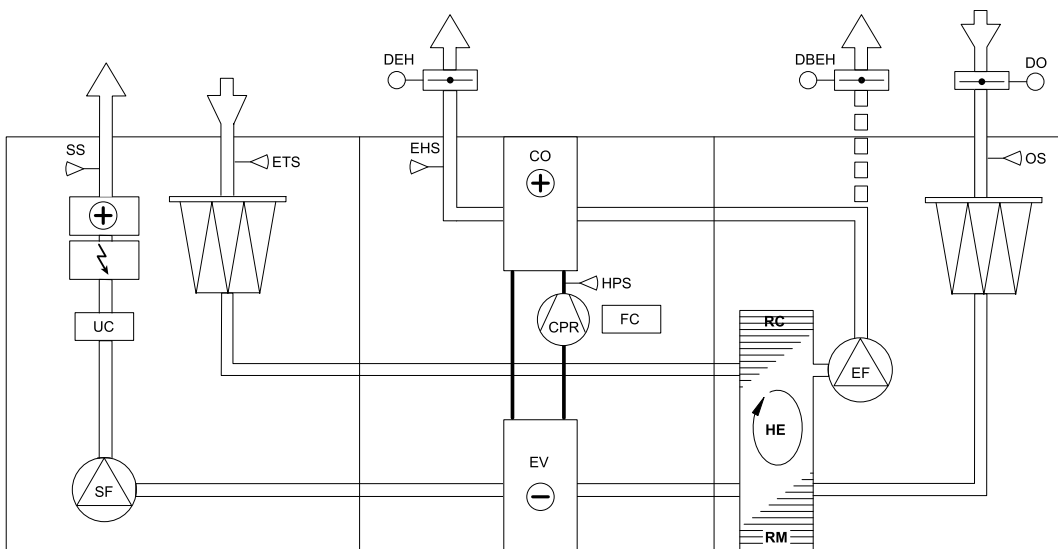 DEH
DBEH
DO
SS
ETS
EHS
CO
OS
HPS
UC
CPR
FC
RC
EF
HE
EV
SF
RM